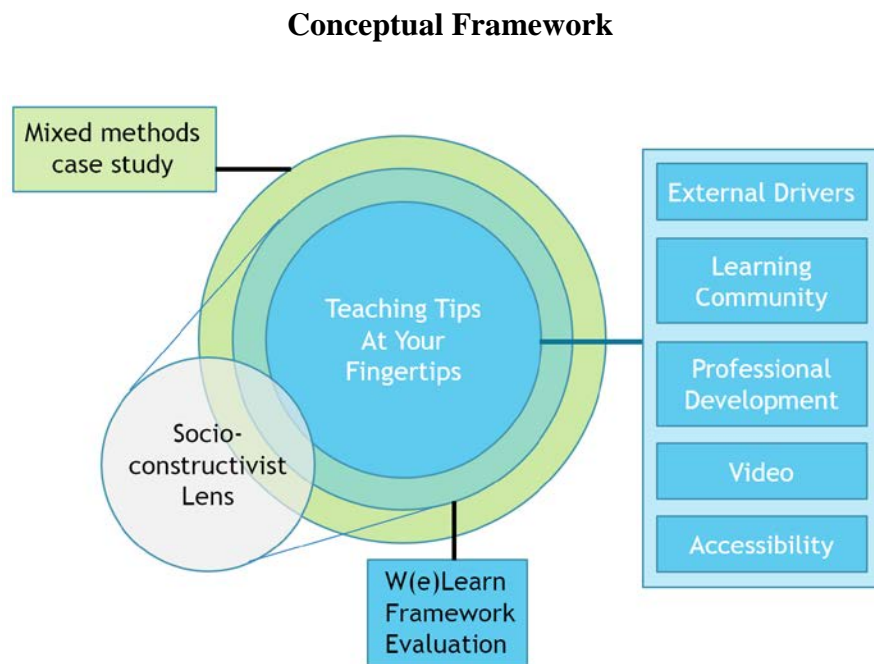 Conceptual Framework
Mixed methods
case study
Teaching Tips
At Your
Fingertips
Socio-
constructivist
Lens
W(e)Learn
Framework
Evaluation
External Drivers
Learning
Community
Professional
Development
Video
Accessibility